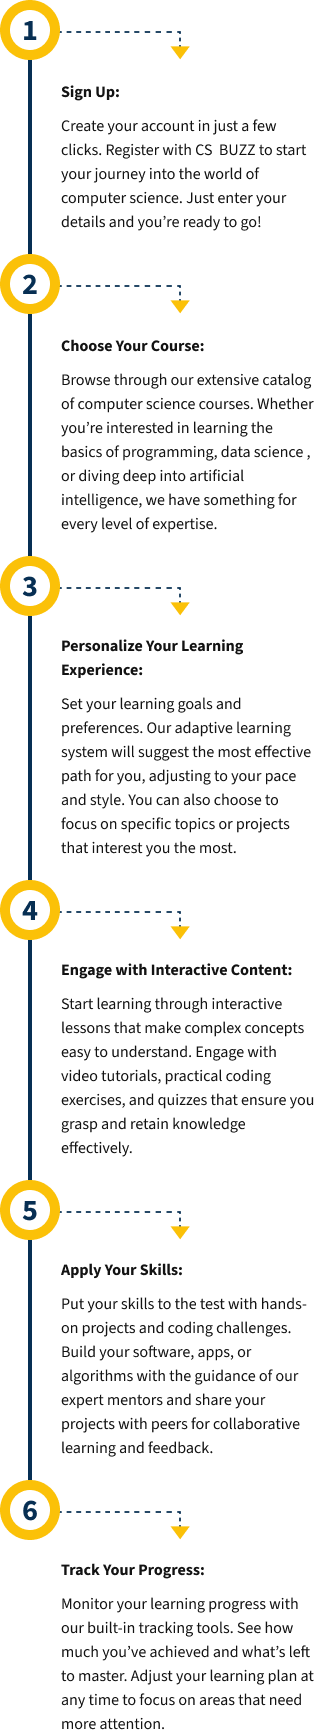 1
Sign Up:
Create your account in just a few
clicks. Register with CS  BUZZ to start
your journey into the world of
computer science. Just enter your
details and you’re ready to go!
2
Choose Your Course:
Browse through our extensive catalog
of computer science courses. Whether
you’re interested in learning the
basics of programming, data science ,
or diving deep into artificial
intelligence, we have something for
every level of expertise.
3
Personalize Your Learning
Experience:
Set your learning goals and
preferences. Our adaptive learning
system will suggest the most effective
path for you, adjusting to your pace
and style. You can also choose to
focus on specific topics or projects
that interest you the most.
4
Engage with Interactive Content:
Start learning through interactive
lessons that make complex concepts
easy to understand. Engage with
video tutorials, practical coding
exercises, and quizzes that ensure you
grasp and retain knowledge
effectively.
5
Apply Your Skills:
Put your skills to the test with hands-
on projects and coding challenges.
Build your software, apps, or
algorithms with the guidance of our
expert mentors and share your
projects with peers for collaborative
learning and feedback.
6
Track Your Progress:
Monitor your learning progress with
our built-in tracking tools. See how
much you’ve achieved and what’s left
to master. Adjust your learning plan at
any time to focus on areas that need
more attention.